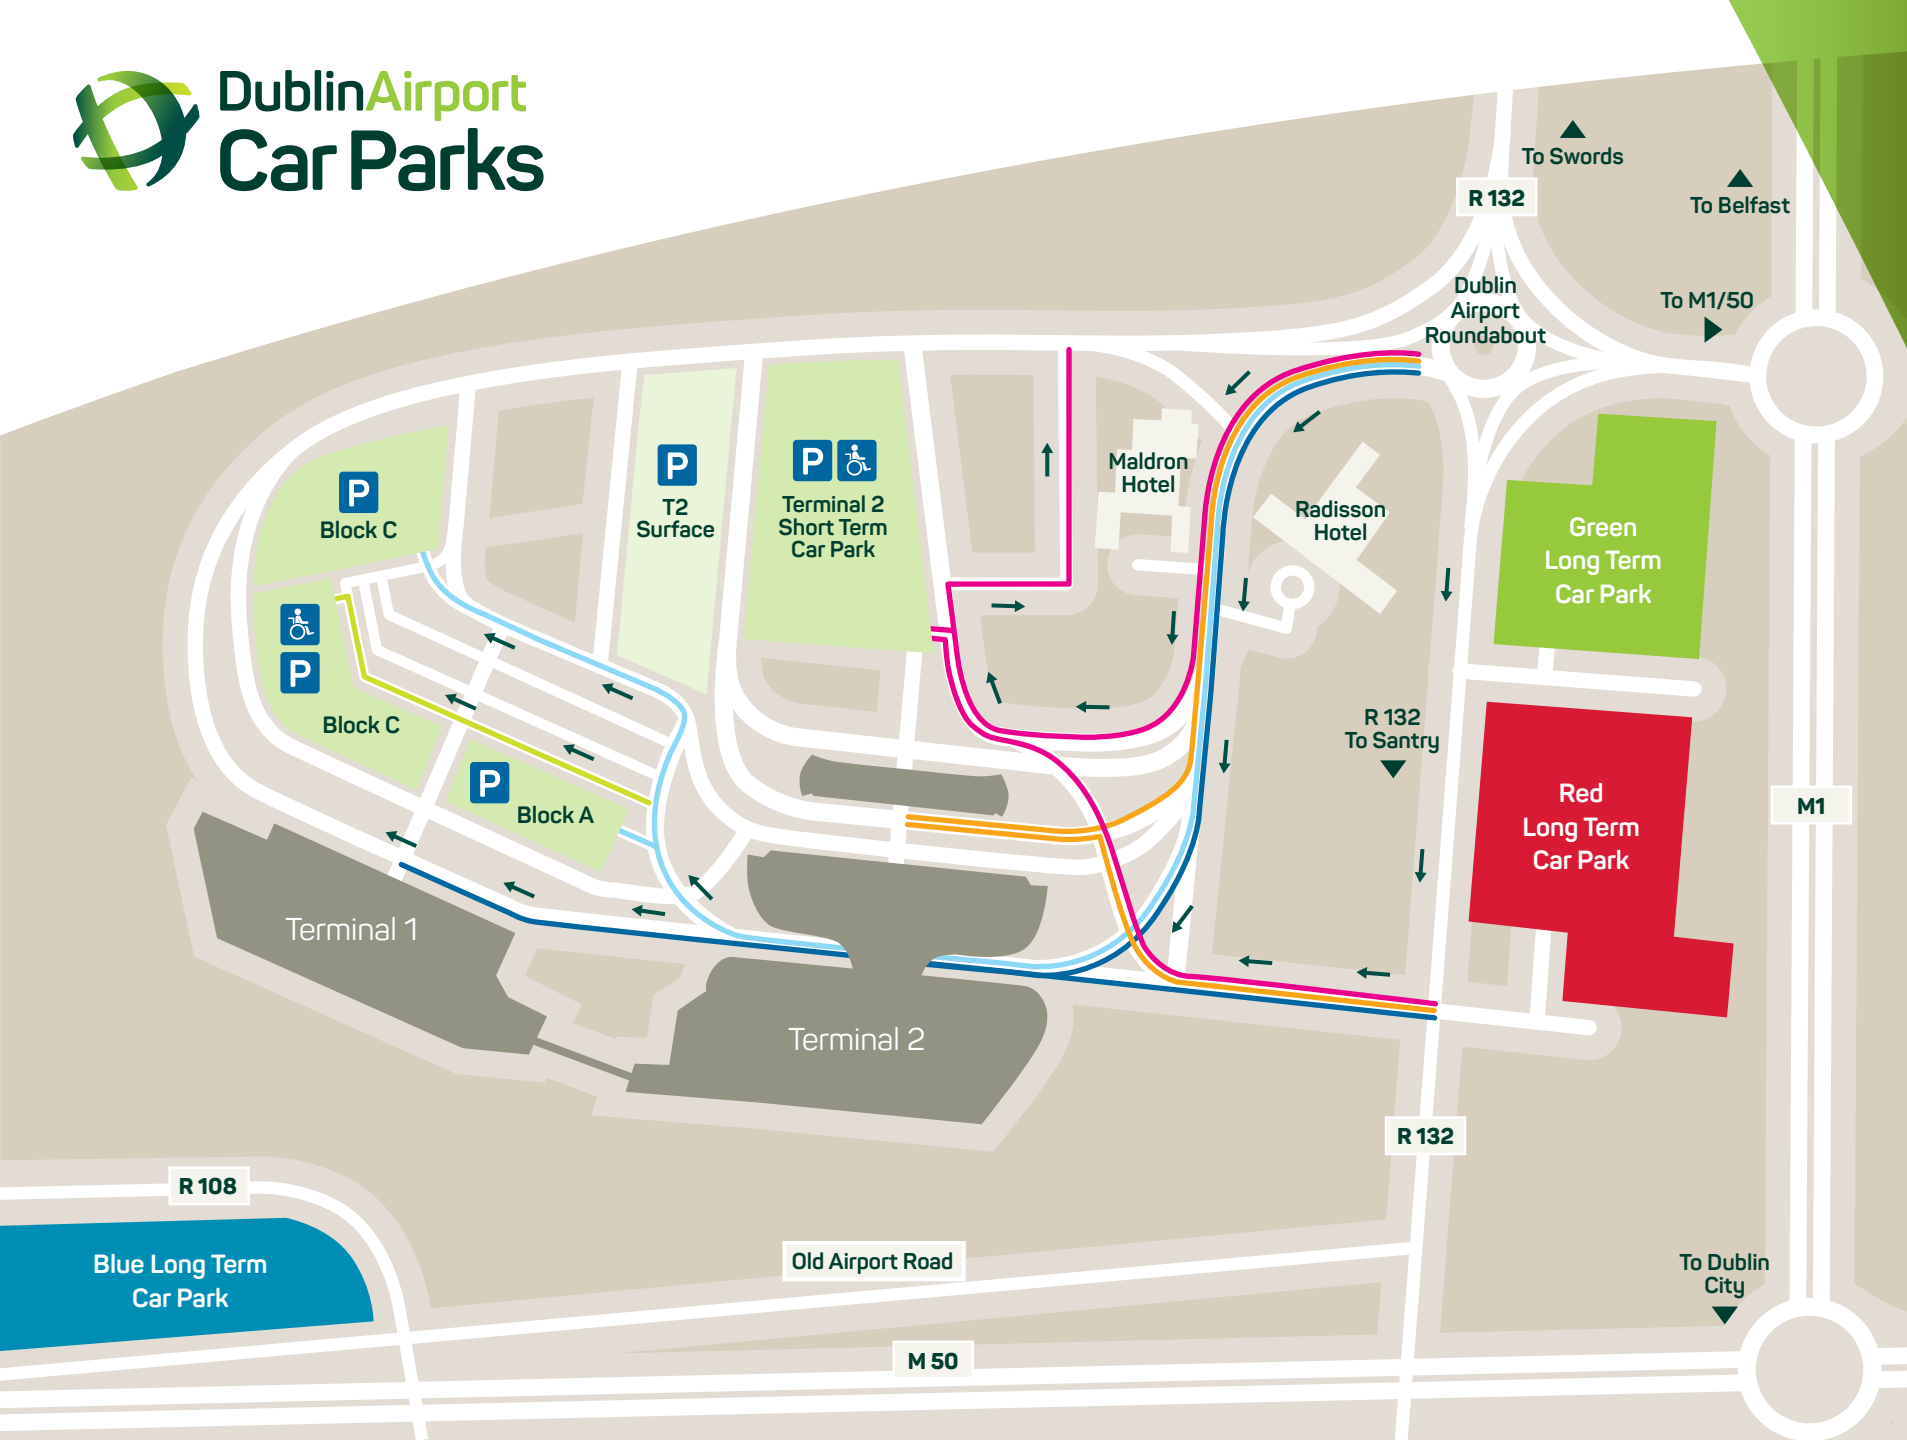 DublinAirport
Car Parks
To Swords
R 132
To Belfast
Dublin
Airport
Roundabout
To M1/50
P
Block C
P
T2
Surface
P
Terminal 2
Short Term
Car Park
Maldron
Hotel
Radisson
Hotel
Green
Long Term
Car Park
P
Block C
P
Block A
R 132
To Santry
Red
Long Term
Car Park
M1
Terminal 1
Terminal 2
R 132
R 108
Blue Long Term
Car Park
Old Airport Road
To Dublin
City
M 50